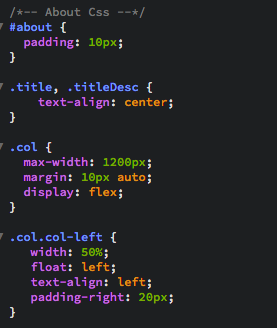 /*-- About Css --*/
#about {
  padding: 10px;
}

.title, .titleDesc {
    text-align: center;
}

.col {
  max-width: 1200px;
  margin: 10px auto;
  display: flex;
}

.col.col-left {
   width: 50%;
   float: left;
   text-align: left;
   padding-right: 20px;
}